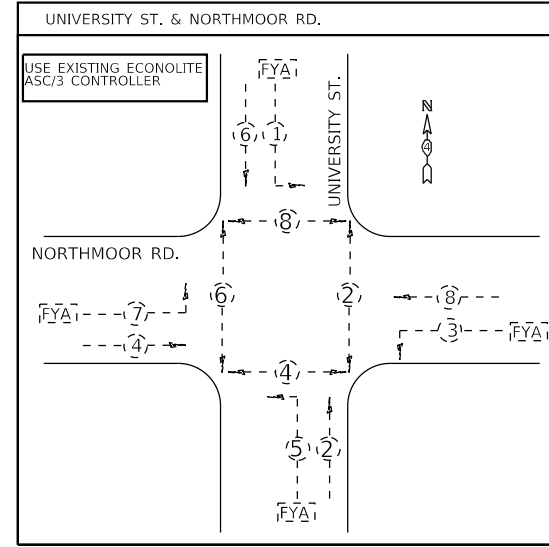 UNIVERSITY ST. & NORTHMOOR RD.
USE EXISTING ECONOLITE
ASC/3 CONTROLLER
FYA
UNIVERSITY ST.
N
6
1
4
8
NORTHMOOR RD.
6
2
FYA
7
8
4
3
FYA
4
5
2
FYA